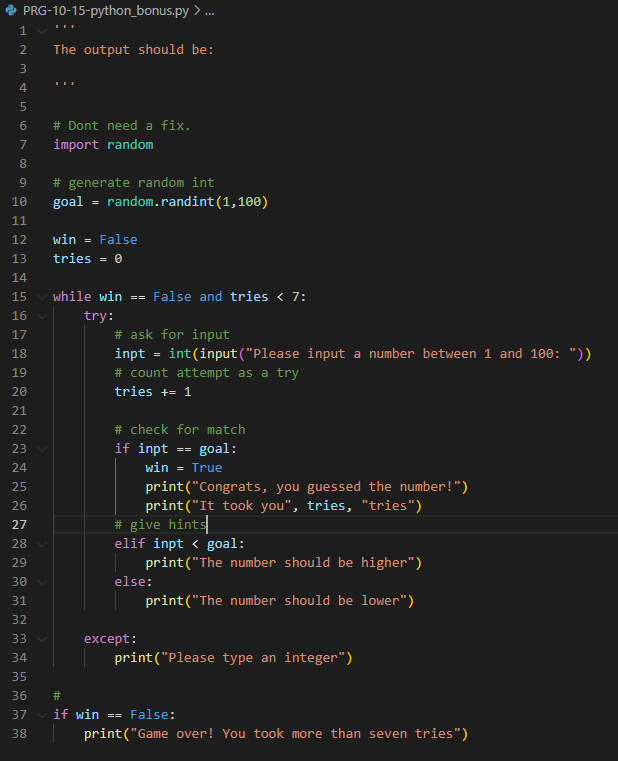 PRG-10-15-python_bonus.py > ...
1 '''
2 The output should be:
3
4 '''
5
6 # Dont need a fix.
7 import random
8
9 # generate random int
10 goal = random.randint(1,100)
11
12 win = False
13 tries = 0
14
15 while win == False and tries < 7:
16     try:
17         # ask for input
18         inpt = int(input("Please input a number between 1 and 100: "))
19         # count attempt as a try
20         tries += 1
21
22         # check for match
23         if inpt == goal:
24             win = True
25             print("Congrats, you guessed the number!")
26             print("It took you", tries, "tries")
27         # give hints
28         elif inpt < goal:
29             print("The number should be higher")
30         else:
31             print("The number should be lower")
32
33     except:
34         print("Please type an integer")
35
36 #
37 if win == False:
38     print("Game over! You took more than seven tries")